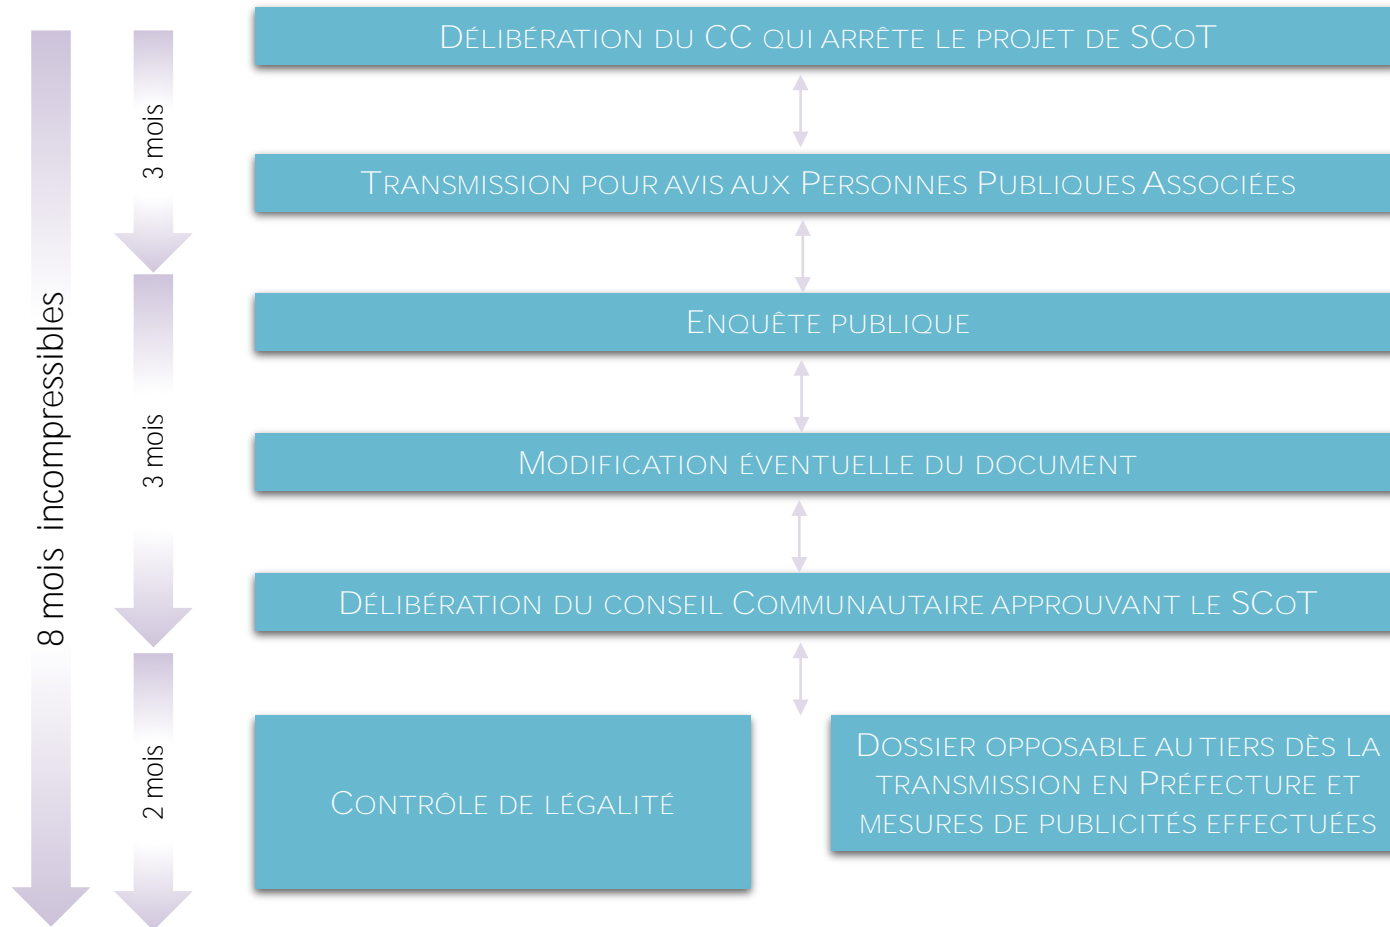 8 mois incompressibles
3 mois
3 mois
2 mois
Délibération du CC qui arrête le projet de SCoT
Transmission pour avis aux Personnes Publiques Associées
Enquête publique
Modification éventuelle du document
Délibération du conseil Communautaire approuvant le SCoT
Contrôle de légalité
Dossier opposable au tiers dès la
transmission en Préfecture et
mesures de publicités effectuées